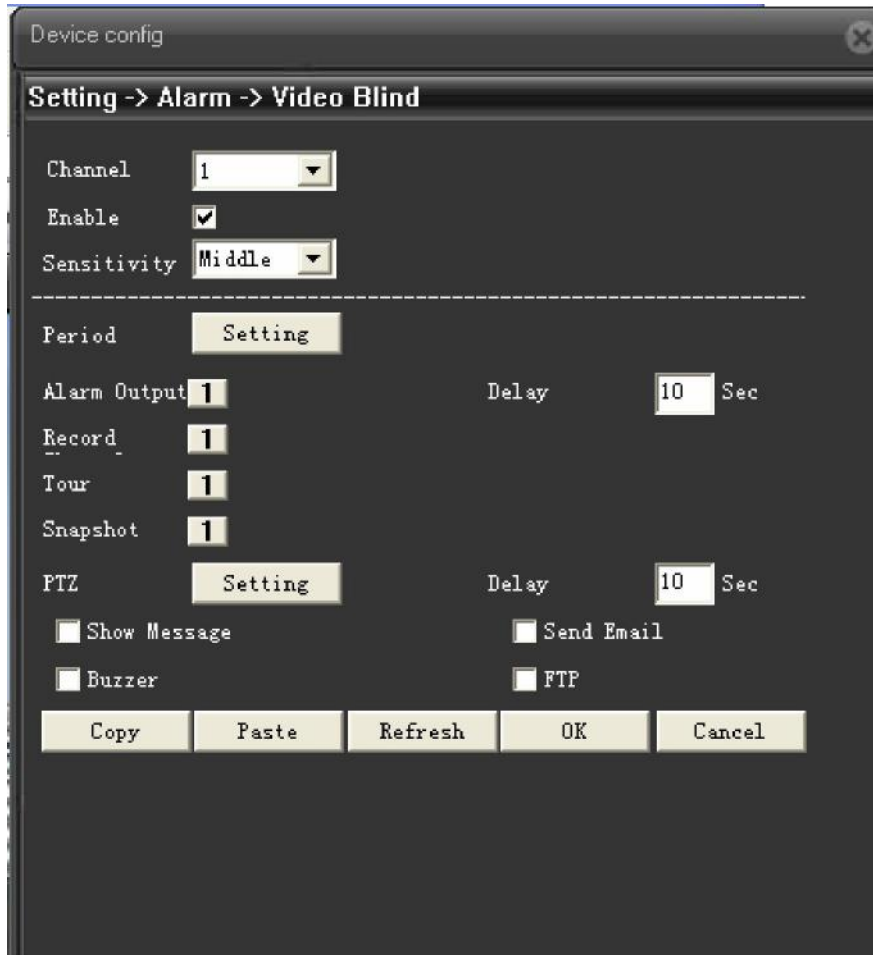 Device config
Setting -> Alarm -> Video Blind
Channel 1
Enable
Sensitivity Middle
Period Setting
Alarm Output 1 Delay 10 Sec
Record 1
Tour 1
Snapshot 1
PTZ Setting Delay 10 Sec
Show Message Send Email
Buzzer FTP
Copy Paste Refresh OK Cancel